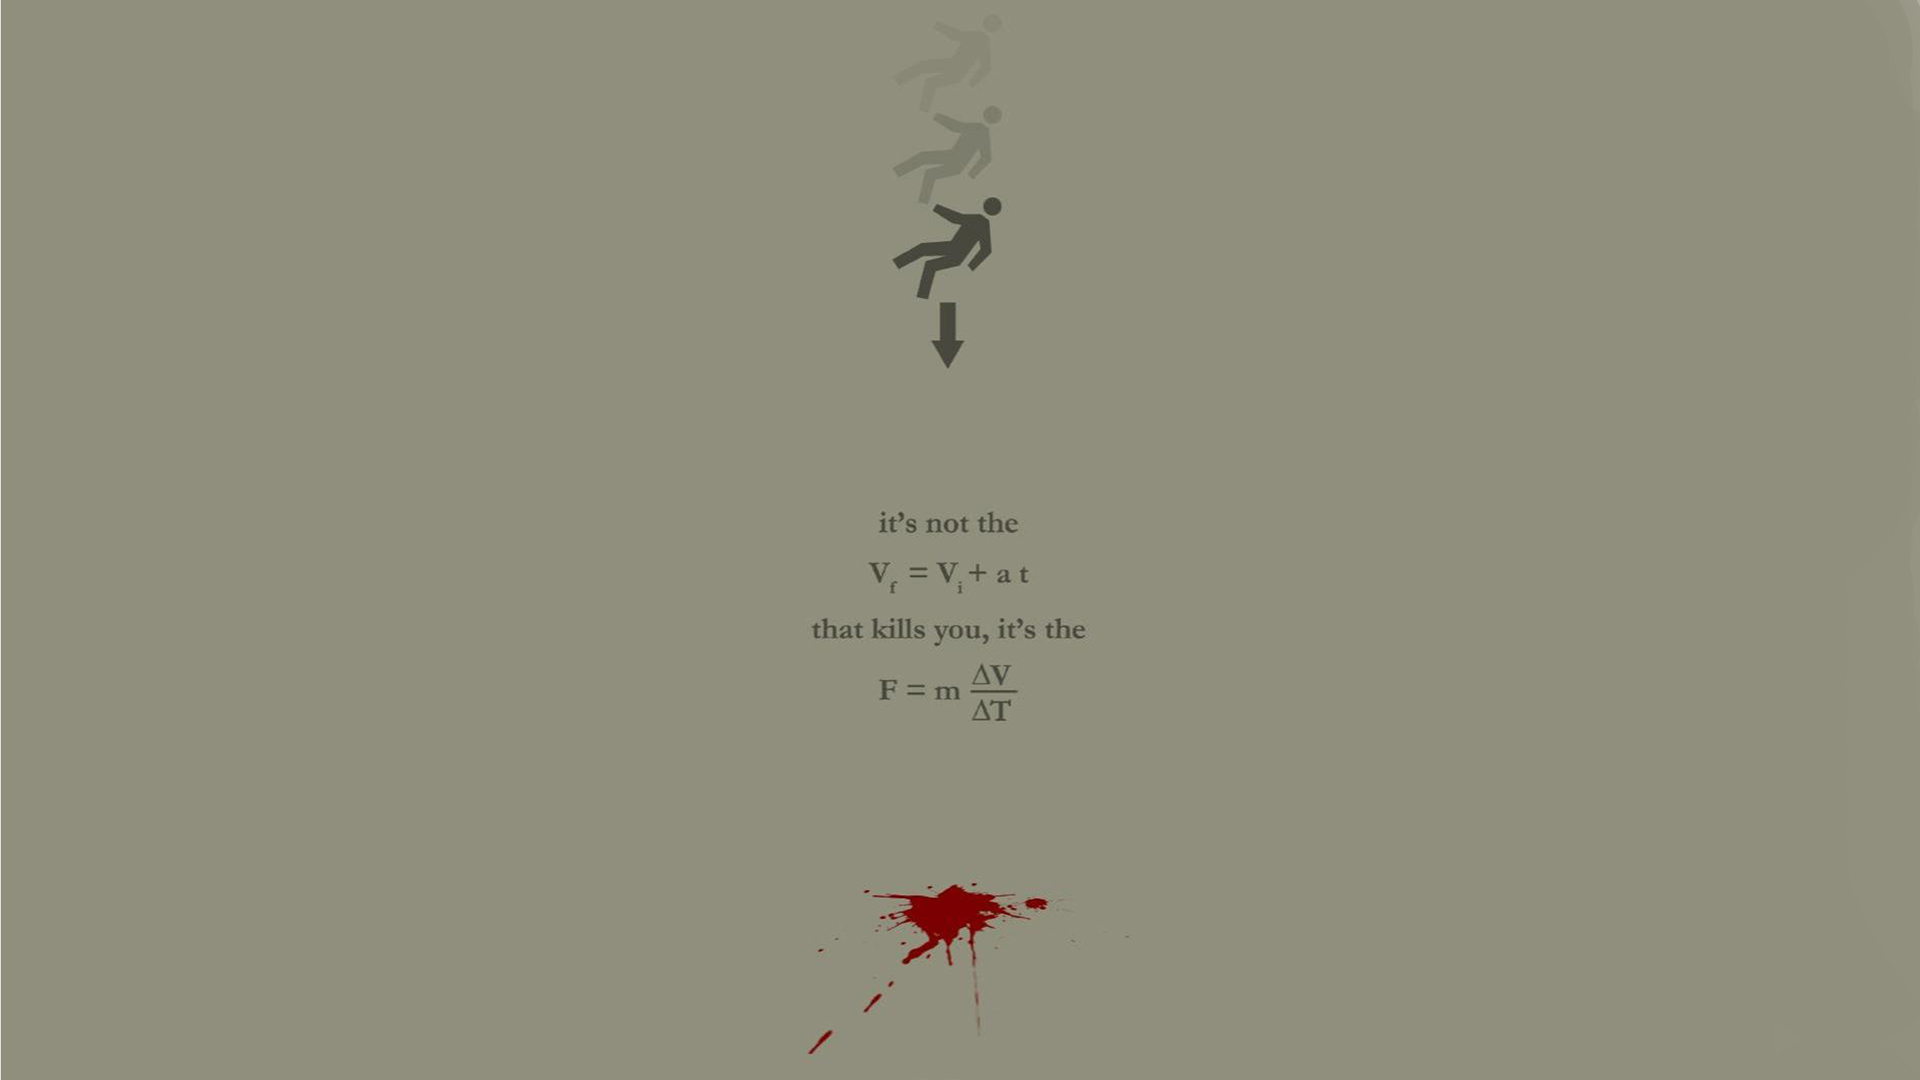 it’s not the
V_f = V_i + a t
that kills you, it’s the
F = m ΔV/ΔT